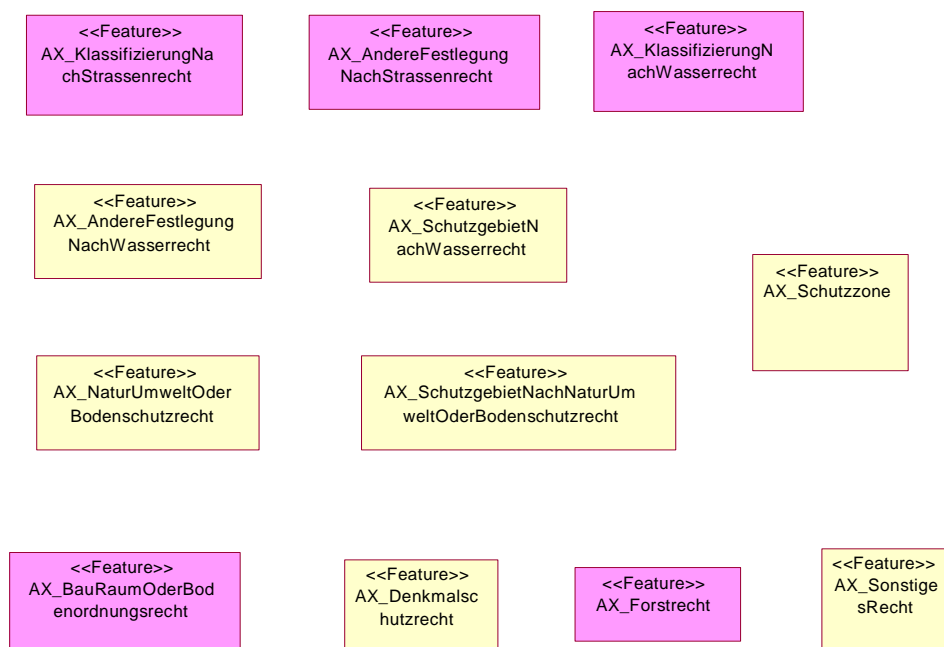 <<Feature>>
AX_KlassifizierungNa
chStrassenrecht
<<Feature>>
AX_AndereFestlegung
NachStrassenrecht
<<Feature>>
AX_KlassifizierungN
achWasserrecht
<<Feature>>
AX_AndereFestlegung
NachWasserrecht
<<Feature>>
AX_SchutzgebietN
achWasserrecht
<<Feature>>
AX_Schutzzone
<<Feature>>
AX_NaturUmweltOder
Bodenschutzrecht
<<Feature>>
AX_SchutzgebietNachNaturUm
weltOderBodenschutzrecht
<<Feature>>
AX_BauRaumOderBod
enordnungsrecht
<<Feature>>
AX_Denkmalsc
hutzrecht
<<Feature>>
AX_Forstrecht
<<Feature>>
AX_Sonstige
sRecht